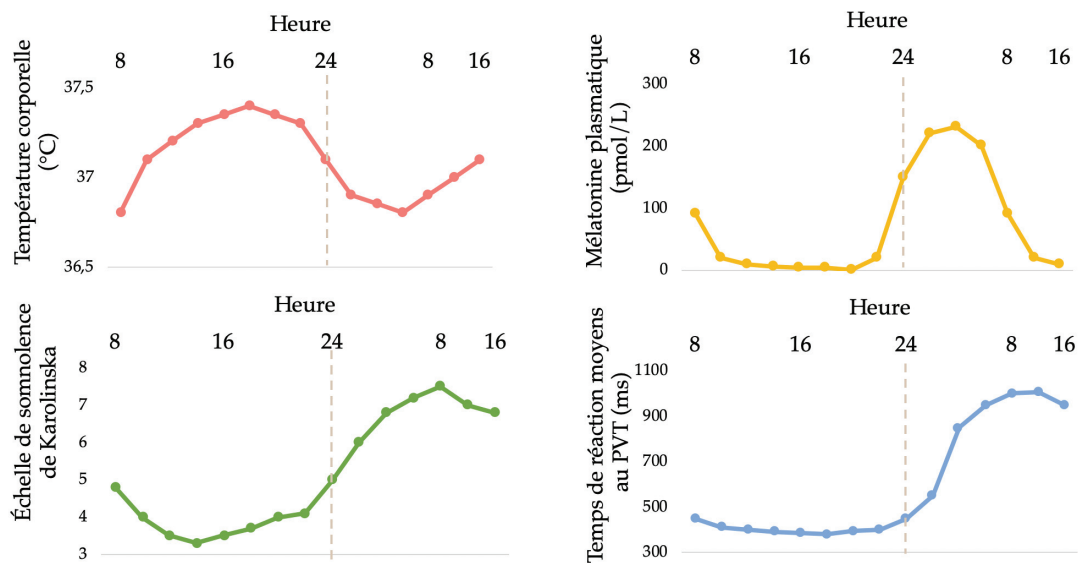 Heure
8 16 24 8 16
Température corporelle
(°C)
37,5
37
36,5
Heure
8 16 24 8 16
Mélatonine plasmatique
(pmol/L)
300
200
100
0
Heure
8 16 24 8 16
Échelle de somnolence
de Karolinska
8
7
6
5
4
3
Heure
8 16 24 8 16
Temps de réaction moyens
au PVT (ms)
1100
900
700
500
300